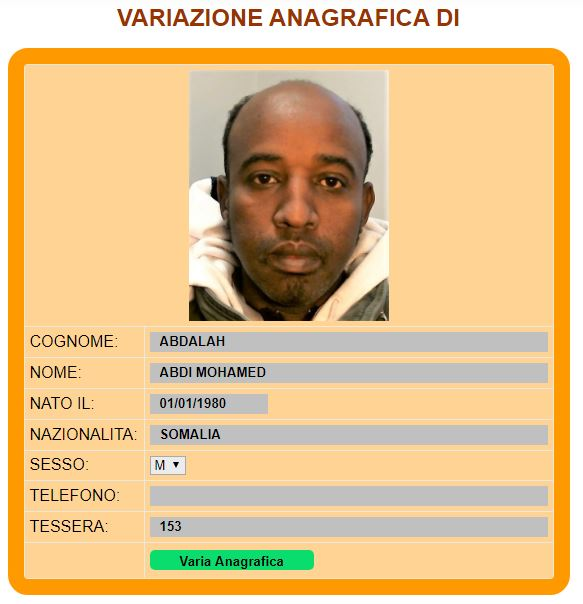 VARIAZIONE ANAGRAFICA DI
COGNOME: ABDALAH
NOME: ABDI MOHAMED
NATO IL: 01/01/1980
NAZIONALITA: SOMALIA
SESSO: M
TELEFONO:
TESSERA: 153
Varia Anagrafica